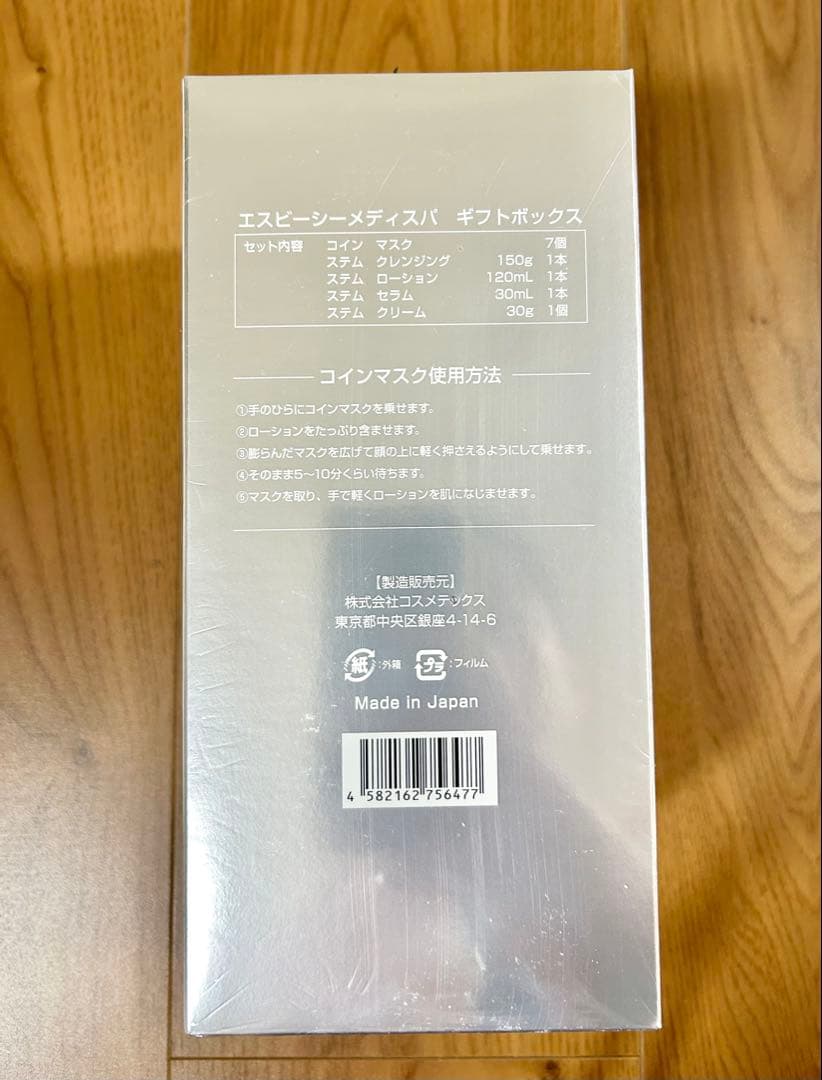 エスビーシーメディスパ ギフトボックス
セット内容 コイン マスク 7個
ステム クレンジング 150g 1本
ステム ローション 120mL 1本
ステム セラム 30mL 1本
ステム クリーム 30g 1個
コインマスク使用方法
①手のひらにコインマスクを乗せます。
②ローションをたっぷり含ませます。
③膨らんだマスクを広げて顔の上に軽く押さえるようにして乗せます。
④そのまま5~10分くらい待ちます。
⑤マスクを取り、手で軽くローションを肌になじませます。
【製造販売元】
株式会社コスメテックス
東京都中央区銀座4-14-6
紙 :外箱 プラ :フィルム
Made in Japan
4 582162 756477